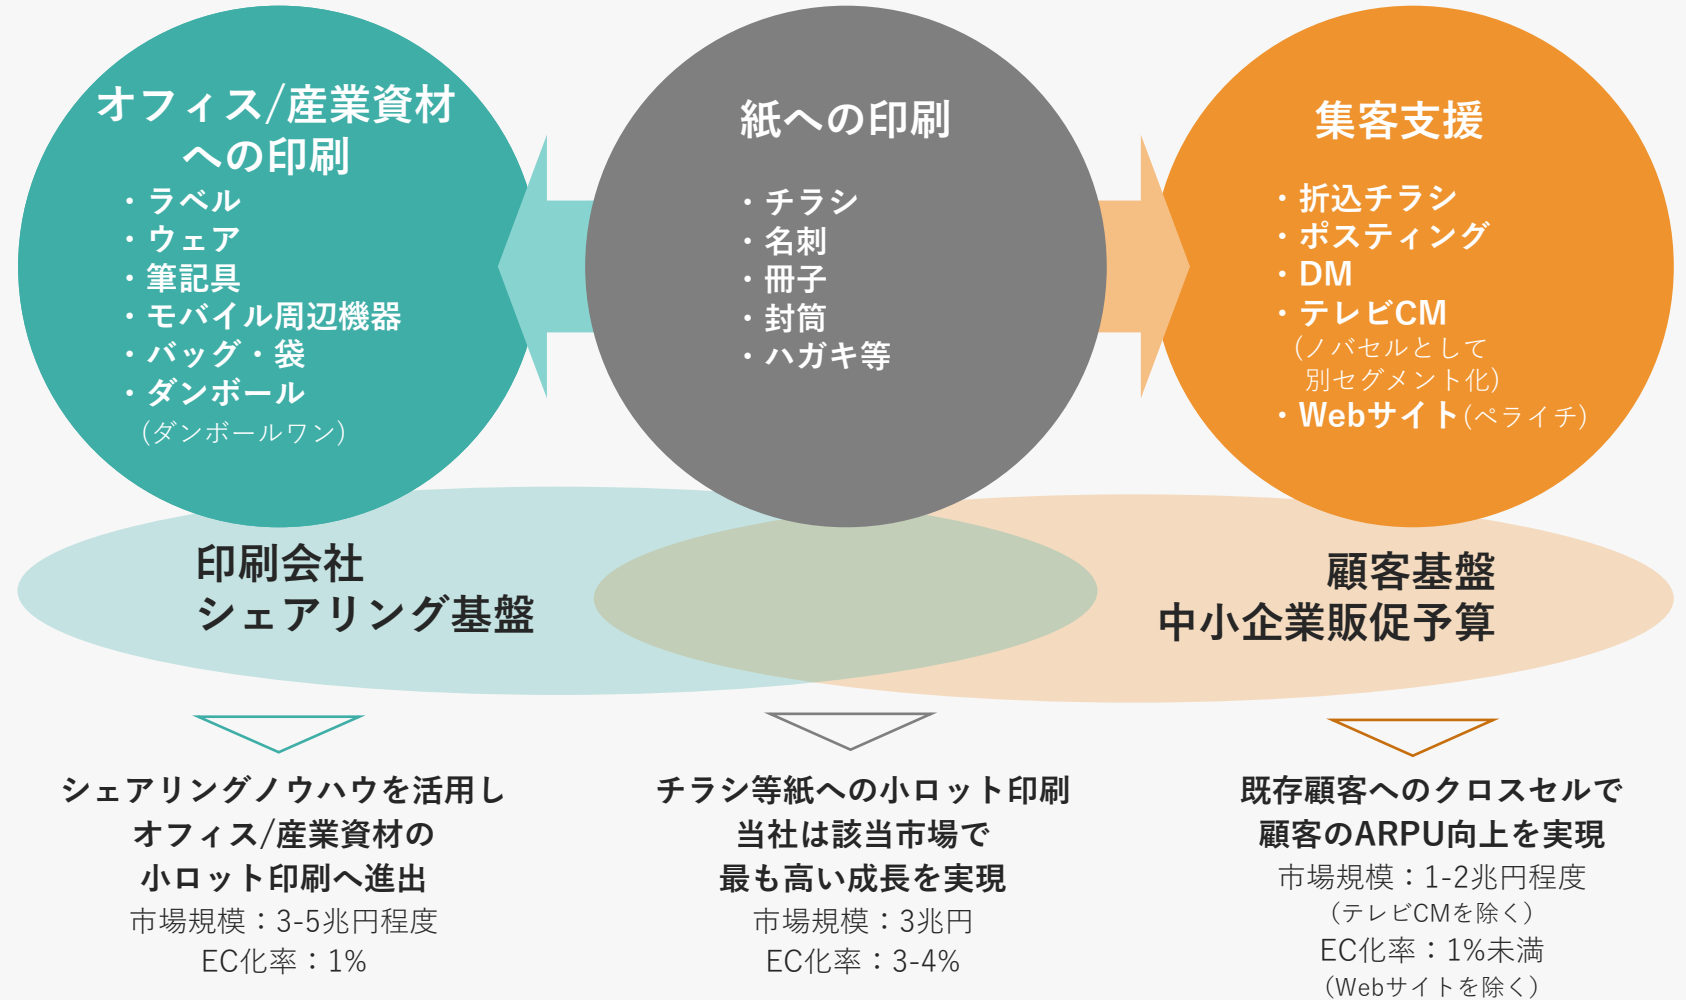 オフィス/産業資材
への印刷
・ラベル
・ウェア
・筆記具
・モバイル周辺機器
・バッグ・袋
・ダンボール
(ダンボールワン)
紙への印刷
・チラシ
・名刺
・冊子
・封筒
・ハガキ等
集客支援
・折込チラシ
・ポスティング
・DM
・テレビCM
(ノバセルとして
別セグメント化)
・Webサイト(ペライチ)
印刷会社
シェアリング基盤
顧客基盤
中小企業販促予算
シェアリングノウハウを活用し
オフィス/産業資材の
小ロット印刷へ進出
市場規模：3-5兆円程度
EC化率：1%
チラシ等紙への小ロット印刷
当社は該当市場で
最も高い成長を実現
市場規模：3兆円
EC化率：3-4%
既存顧客へのクロスセルで
顧客のARPU向上を実現
市場規模：1-2兆円程度
（テレビCMを除く）
EC化率：1%未満
（Webサイトを除く）